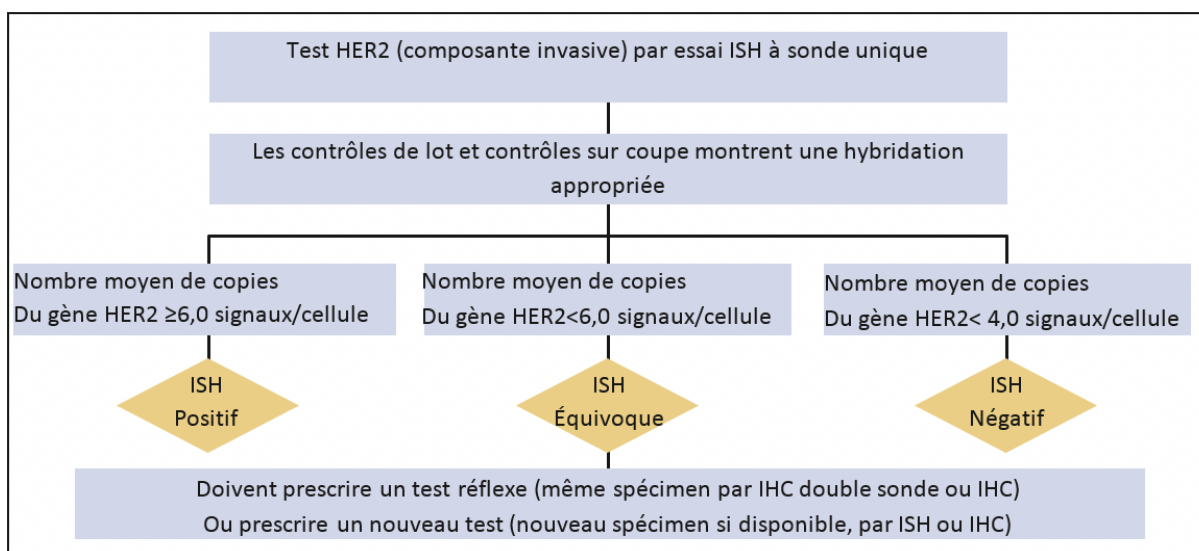 Test HER2 (composante invasive) par essai ISH à sonde unique
Les contrôles de lot et contrôles sur coupe montrent une hybridation
appropriée
Nombre moyen de copies
Du gène HER2 ≥6,0 signaux/cellule
Nombre moyen de copies
Du gène HER2<6,0 signaux/cellule
Nombre moyen de copies
Du gène HER2< 4,0 signaux/cellule
ISH
Positif
ISH
Équivoque
ISH
Négatif
Doivent prescrire un test réflexe (même spécimen par IHC double sonde ou IHC)
Ou prescrire un nouveau test (nouveau spécimen si disponible, par ISH ou IHC)